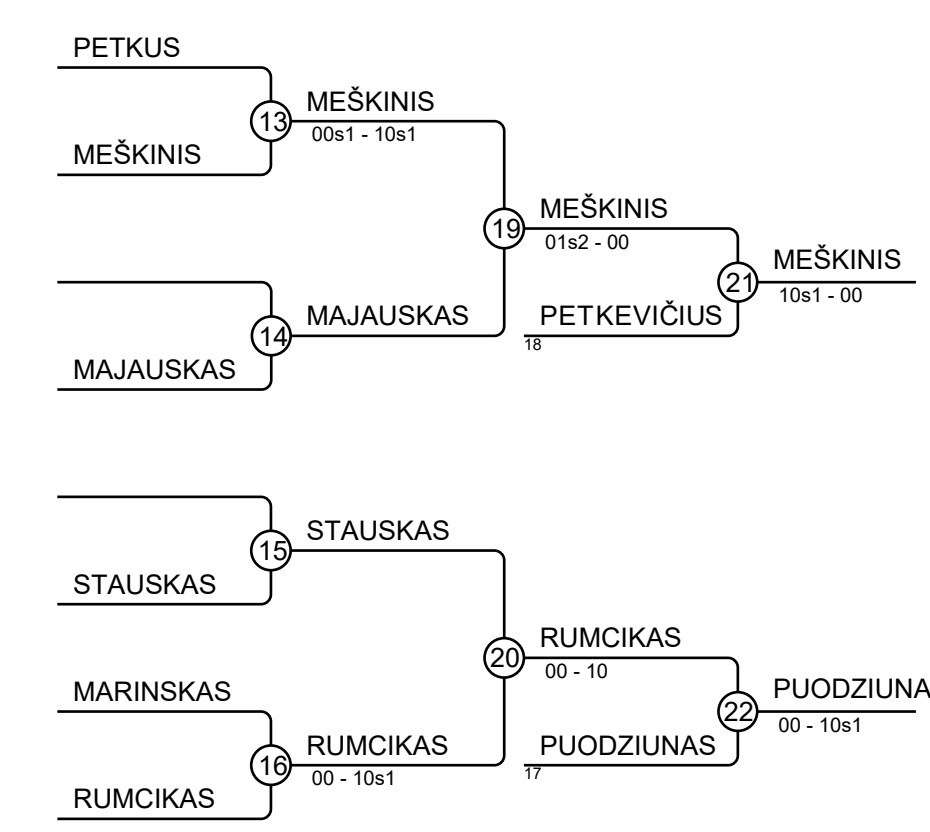 PETKUS
MEŠKINIS
13
00s1 - 10s1
MEŠKINIS
MEŠKINIS
19
01s2 - 00
MEŠKINIS
21
10s1 - 00
MAJAUSKAS
14
PETKEVIČIUS
18
MAJAUSKAS
STAUSKAS
15
STAUSKAS
RUMCIKAS
20
00 - 10
MARINSKAS
PUODZIUNA
22
00 - 10s1
RUMCIKAS
16
00 - 10s1
PUODZIUNAS
17
RUMCIKAS